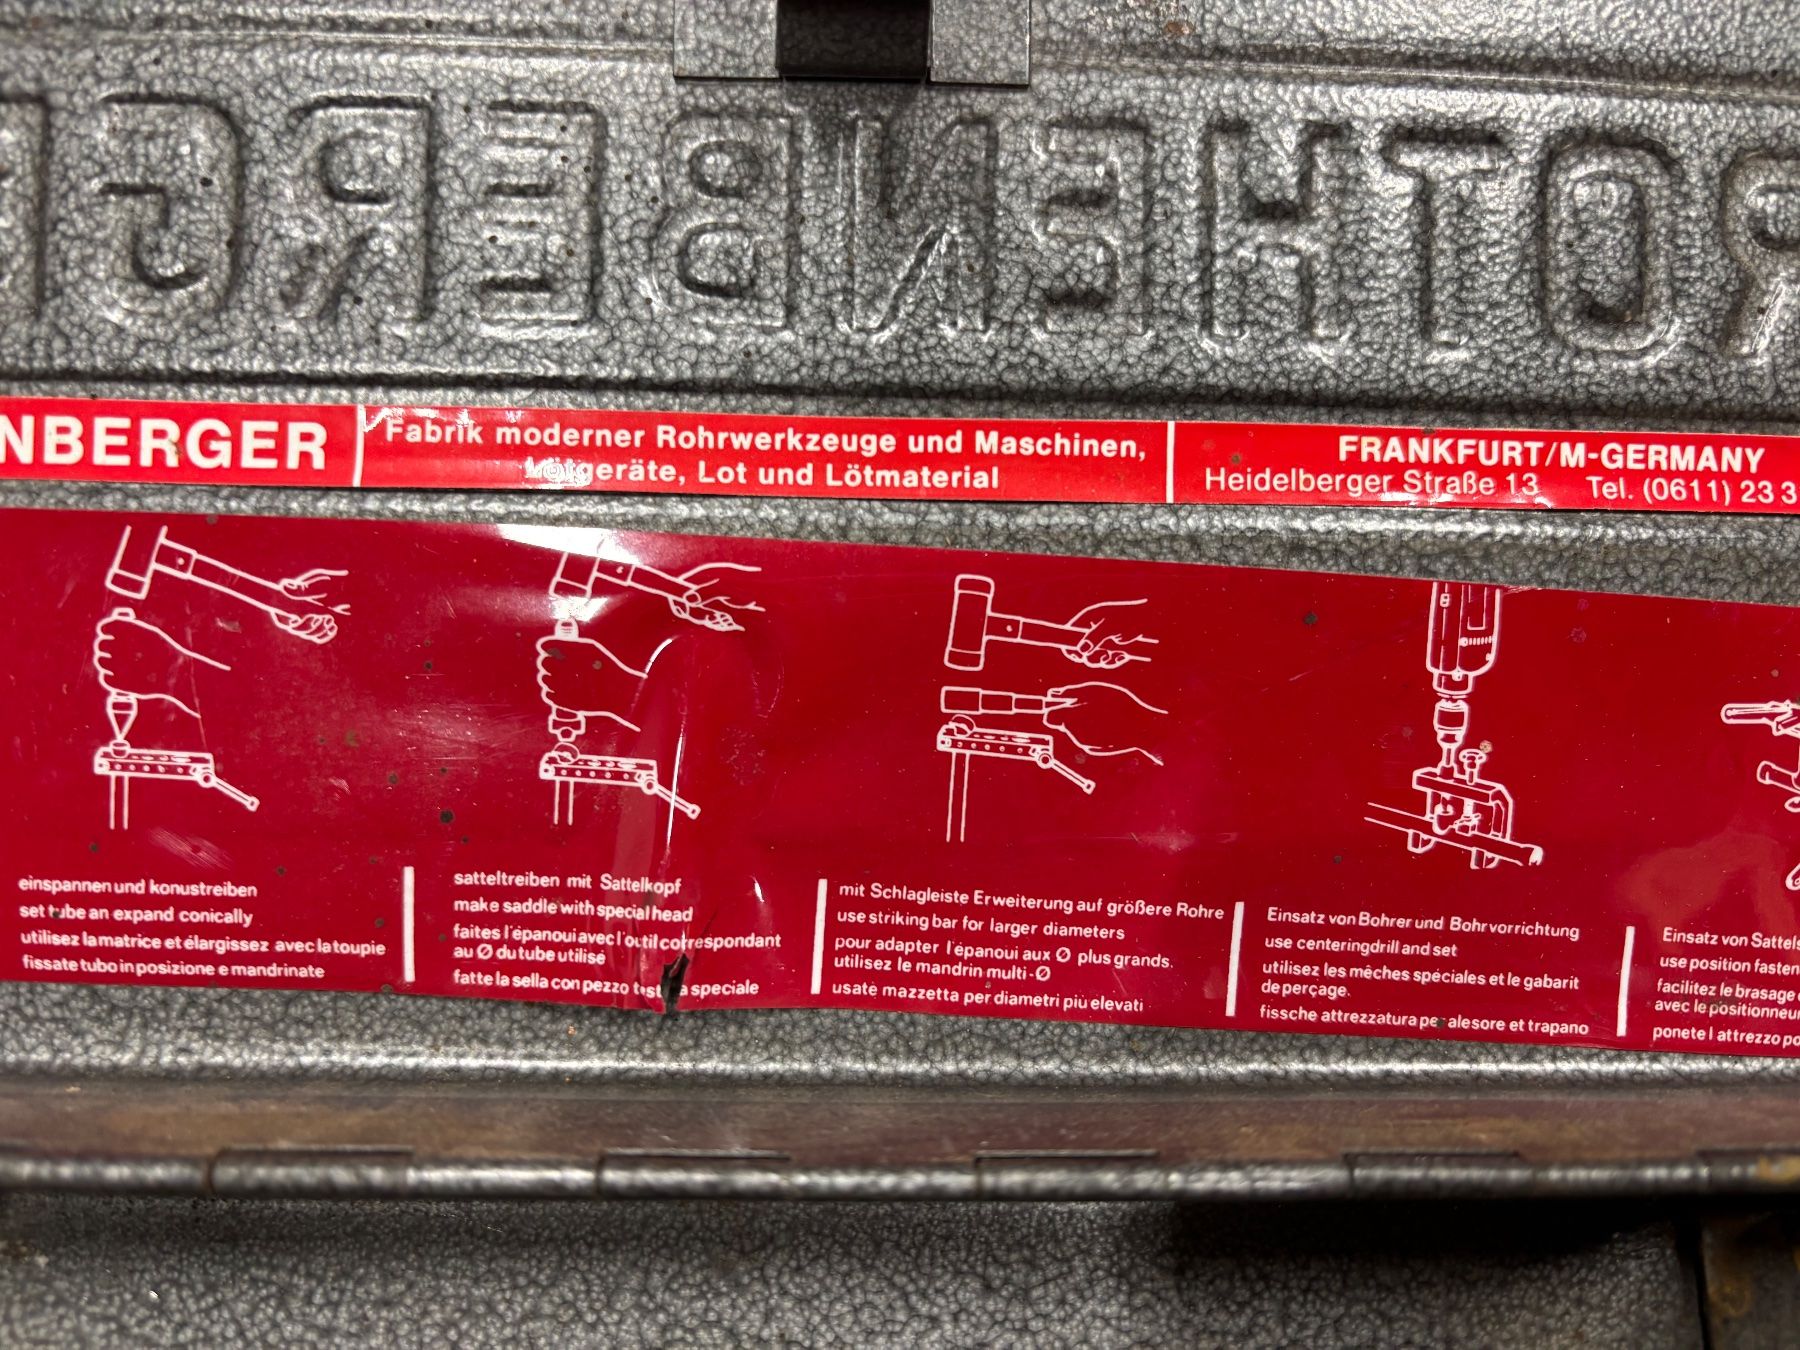 ROTHENBERGER
NBERGER
Fabrik moderner Rohrwerkzeuge und Maschinen,
Lötgeräte, Lot und Lötmaterial
FRANKFURT/M-GERMANY
Heidelberger Straße 13 Tel. (0611) 23 3
einspannen und konustreiben
set tube an expand conically
utilisez la matrice et élargissez avec la toupie
fissate tubo in posizione e mandrinate
satteltreiben mit Sattelkopf
make saddle with special head
faites l'épanoui avec l'outil correspondant
au Ø du tube utilisé
fatte la sella con pezzo speciale
mit Schlagleiste Erweiterung auf größere Rohre
use striking bar for larger diameters
pour adapter l'épanoui aux Ø plus grands.
utilisez le mandrin multi-Ø
usate mazzetta per diametri più elevati
Einsatz von Bohrer und Bohrvorrichtung
use centeringdrill and set
utilisez les mêches spéciales et le gabarit
de perçage.
fissche attrezzatura per alesore et trapano
Einsatz von Sattels
use position fasten
facilitez le brasage
avec le positionneur
ponete l attrezzo po